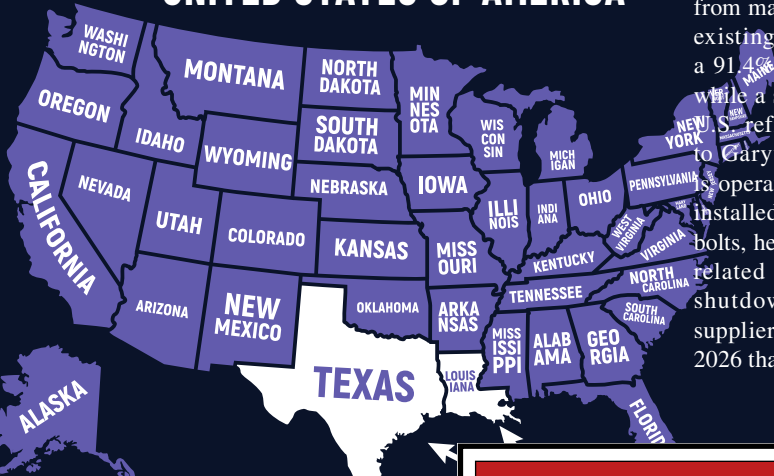 UNITED STATES OF AMERICA
WASHI
NGTON
OREGON
IDAHO
MONTANA
NORTH
DAKOTA
MIN
NES
OTA
SOUTH
DAKOTA
WYOMING
WIS
CON
SIN
MICH
IGAN
NEW
YORK
MAINE
CALIFORNIA
NEVADA
UTAH
COLORADO
NEBRASKA
IOWA
ILLI
NOIS
INDI
ANA
OHIO
PENNSYLVANIA
WEST
VIRGINIA
VIRGINIA
KANSAS
MISS
OURI
KENTUCKY
NORTH
CAROLINA
TENNESSEE
SOUTH
CAROLINA
ARIZONA
NEW
MEXICO
OKLAHOMA
ARKA
NSAS
MISS
ISSI
PPI
ALAB
AMA
GEO
RGIA
TEXAS
LOUIS
IANA
ALASKA
FLORID
from ma
existing
a 91.4%
while a
U.S. ref
to Gary
is opera
installed
bolts, he
related
shutdow
supplier
2026 tha